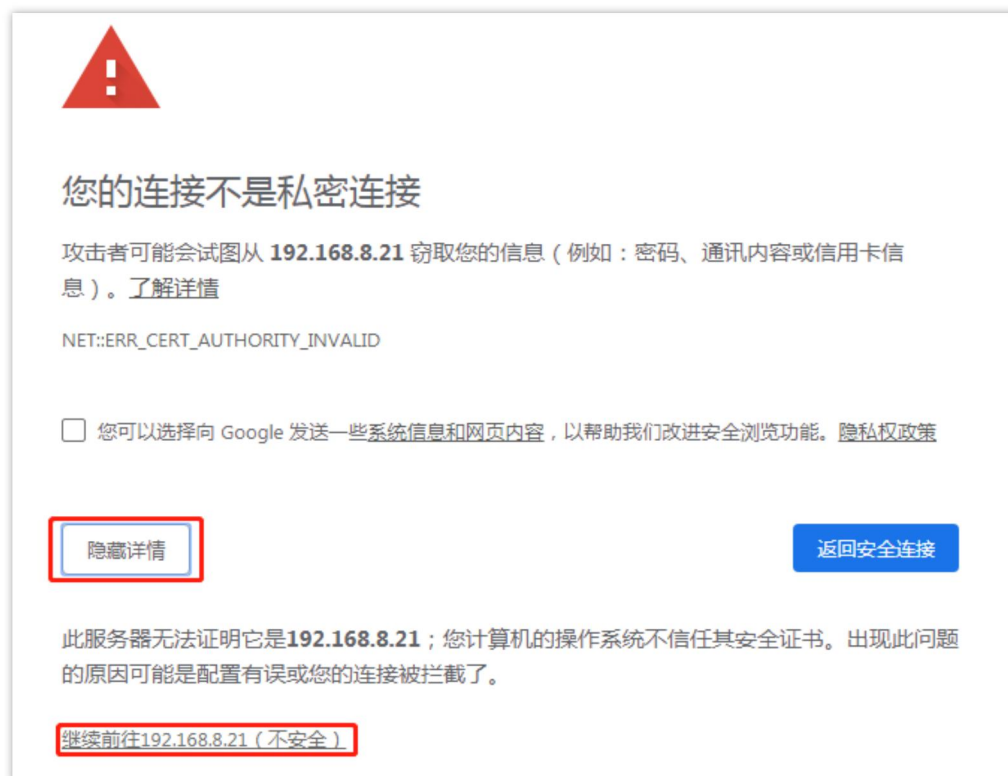 您的连接不是私密连接
攻击者可能会试图从 192.168.8.21 窃取您的信息（例如：密码、通讯内容或信用卡信
息）。了解详情
NET::ERR_CERT_AUTHORITY_INVALID
您可以选择向 Google 发送一些系统信息和网页内容，以帮助我们改进安全浏览功能。隐私权政策
隐藏详情
返回安全连接
此服务器无法证明它是192.168.8.21；您计算机的操作系统不信任其安全证书。出现此问题
的原因可能是配置有误或您的连接被拦截了。
继续前往192.168.8.21（不安全）